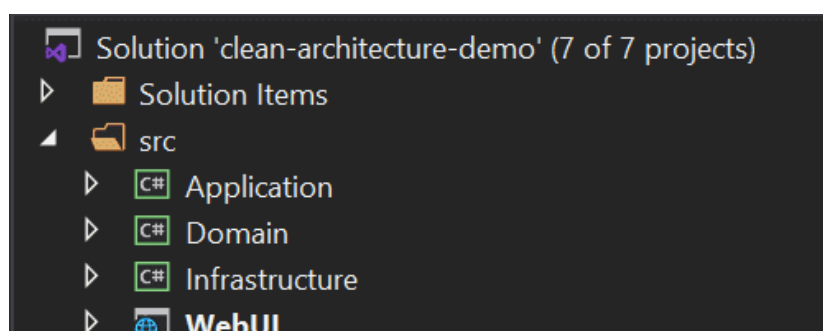 Solution 'clean-architecture-demo' (7 of 7 projects)
Solution Items
src
C# Application
C# Domain
C# Infrastructure
WebUI